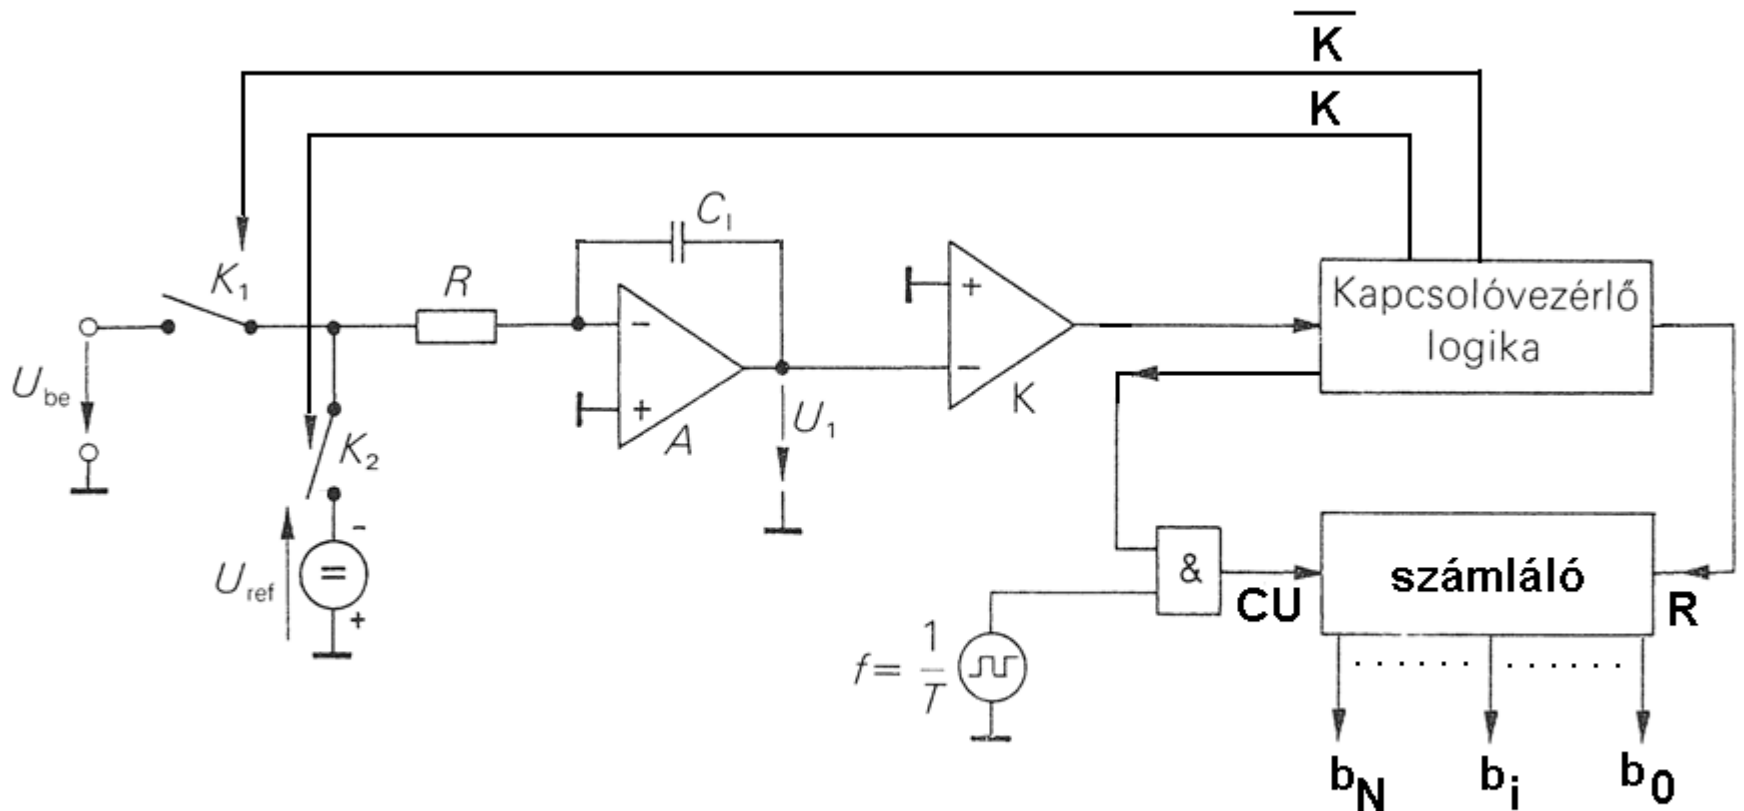 K̅
K
C_I
K_1
R
Kapcsolóvezérlő
logika
U_be
−
+
A
U_1
+
−
K
K_2
−
=
+
U_ref
&
CU
számláló
R
f = 1/T
. . . . . . . . . . . .
b_N b_i b_0